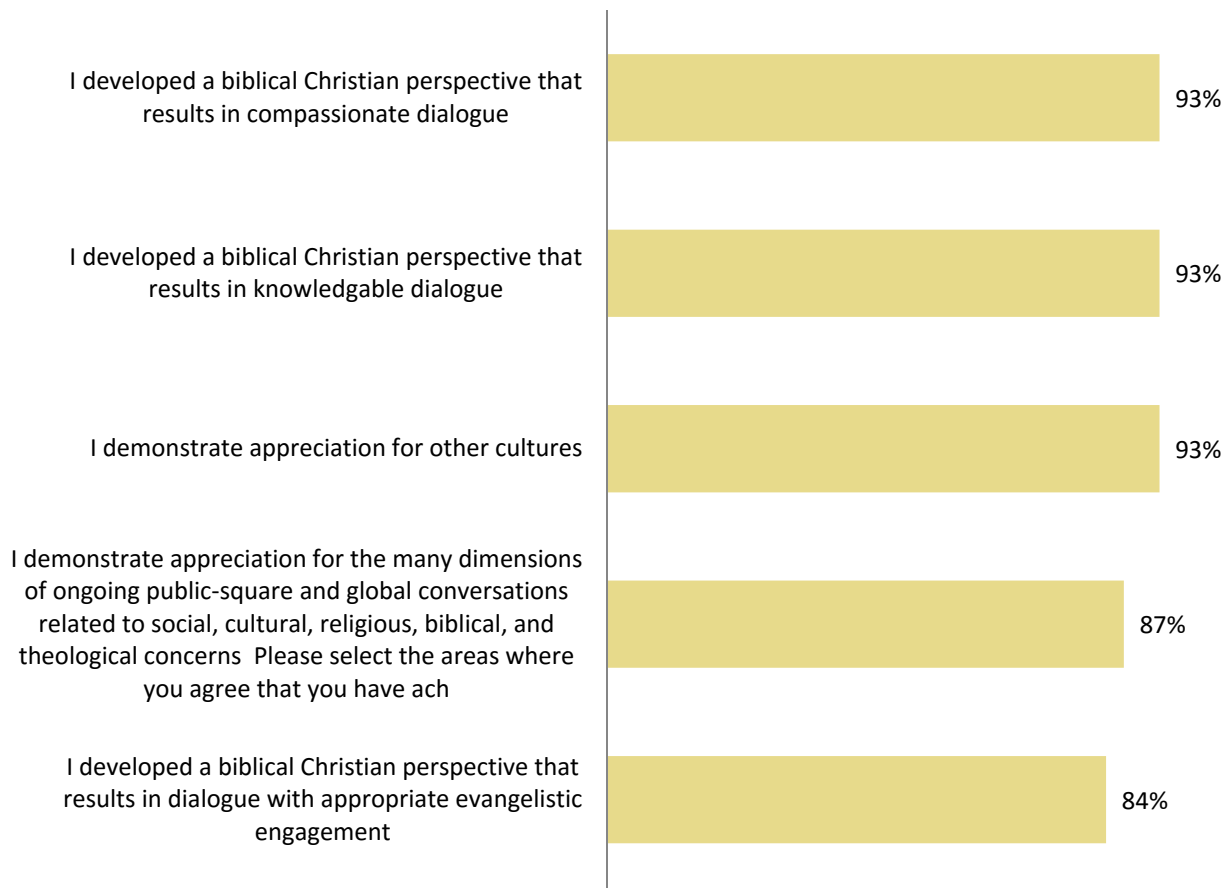 I developed a biblical Christian perspective that
results in compassionate dialogue
93%
I developed a biblical Christian perspective that
results in knowledgable dialogue
93%
I demonstrate appreciation for other cultures
93%
I demonstrate appreciation for the many dimensions
of ongoing public-square and global conversations
related to social, cultural, religious, biblical, and
theological concerns  Please select the areas where
you agree that you have ach
87%
I developed a biblical Christian perspective that
results in dialogue with appropriate evangelistic
engagement
84%